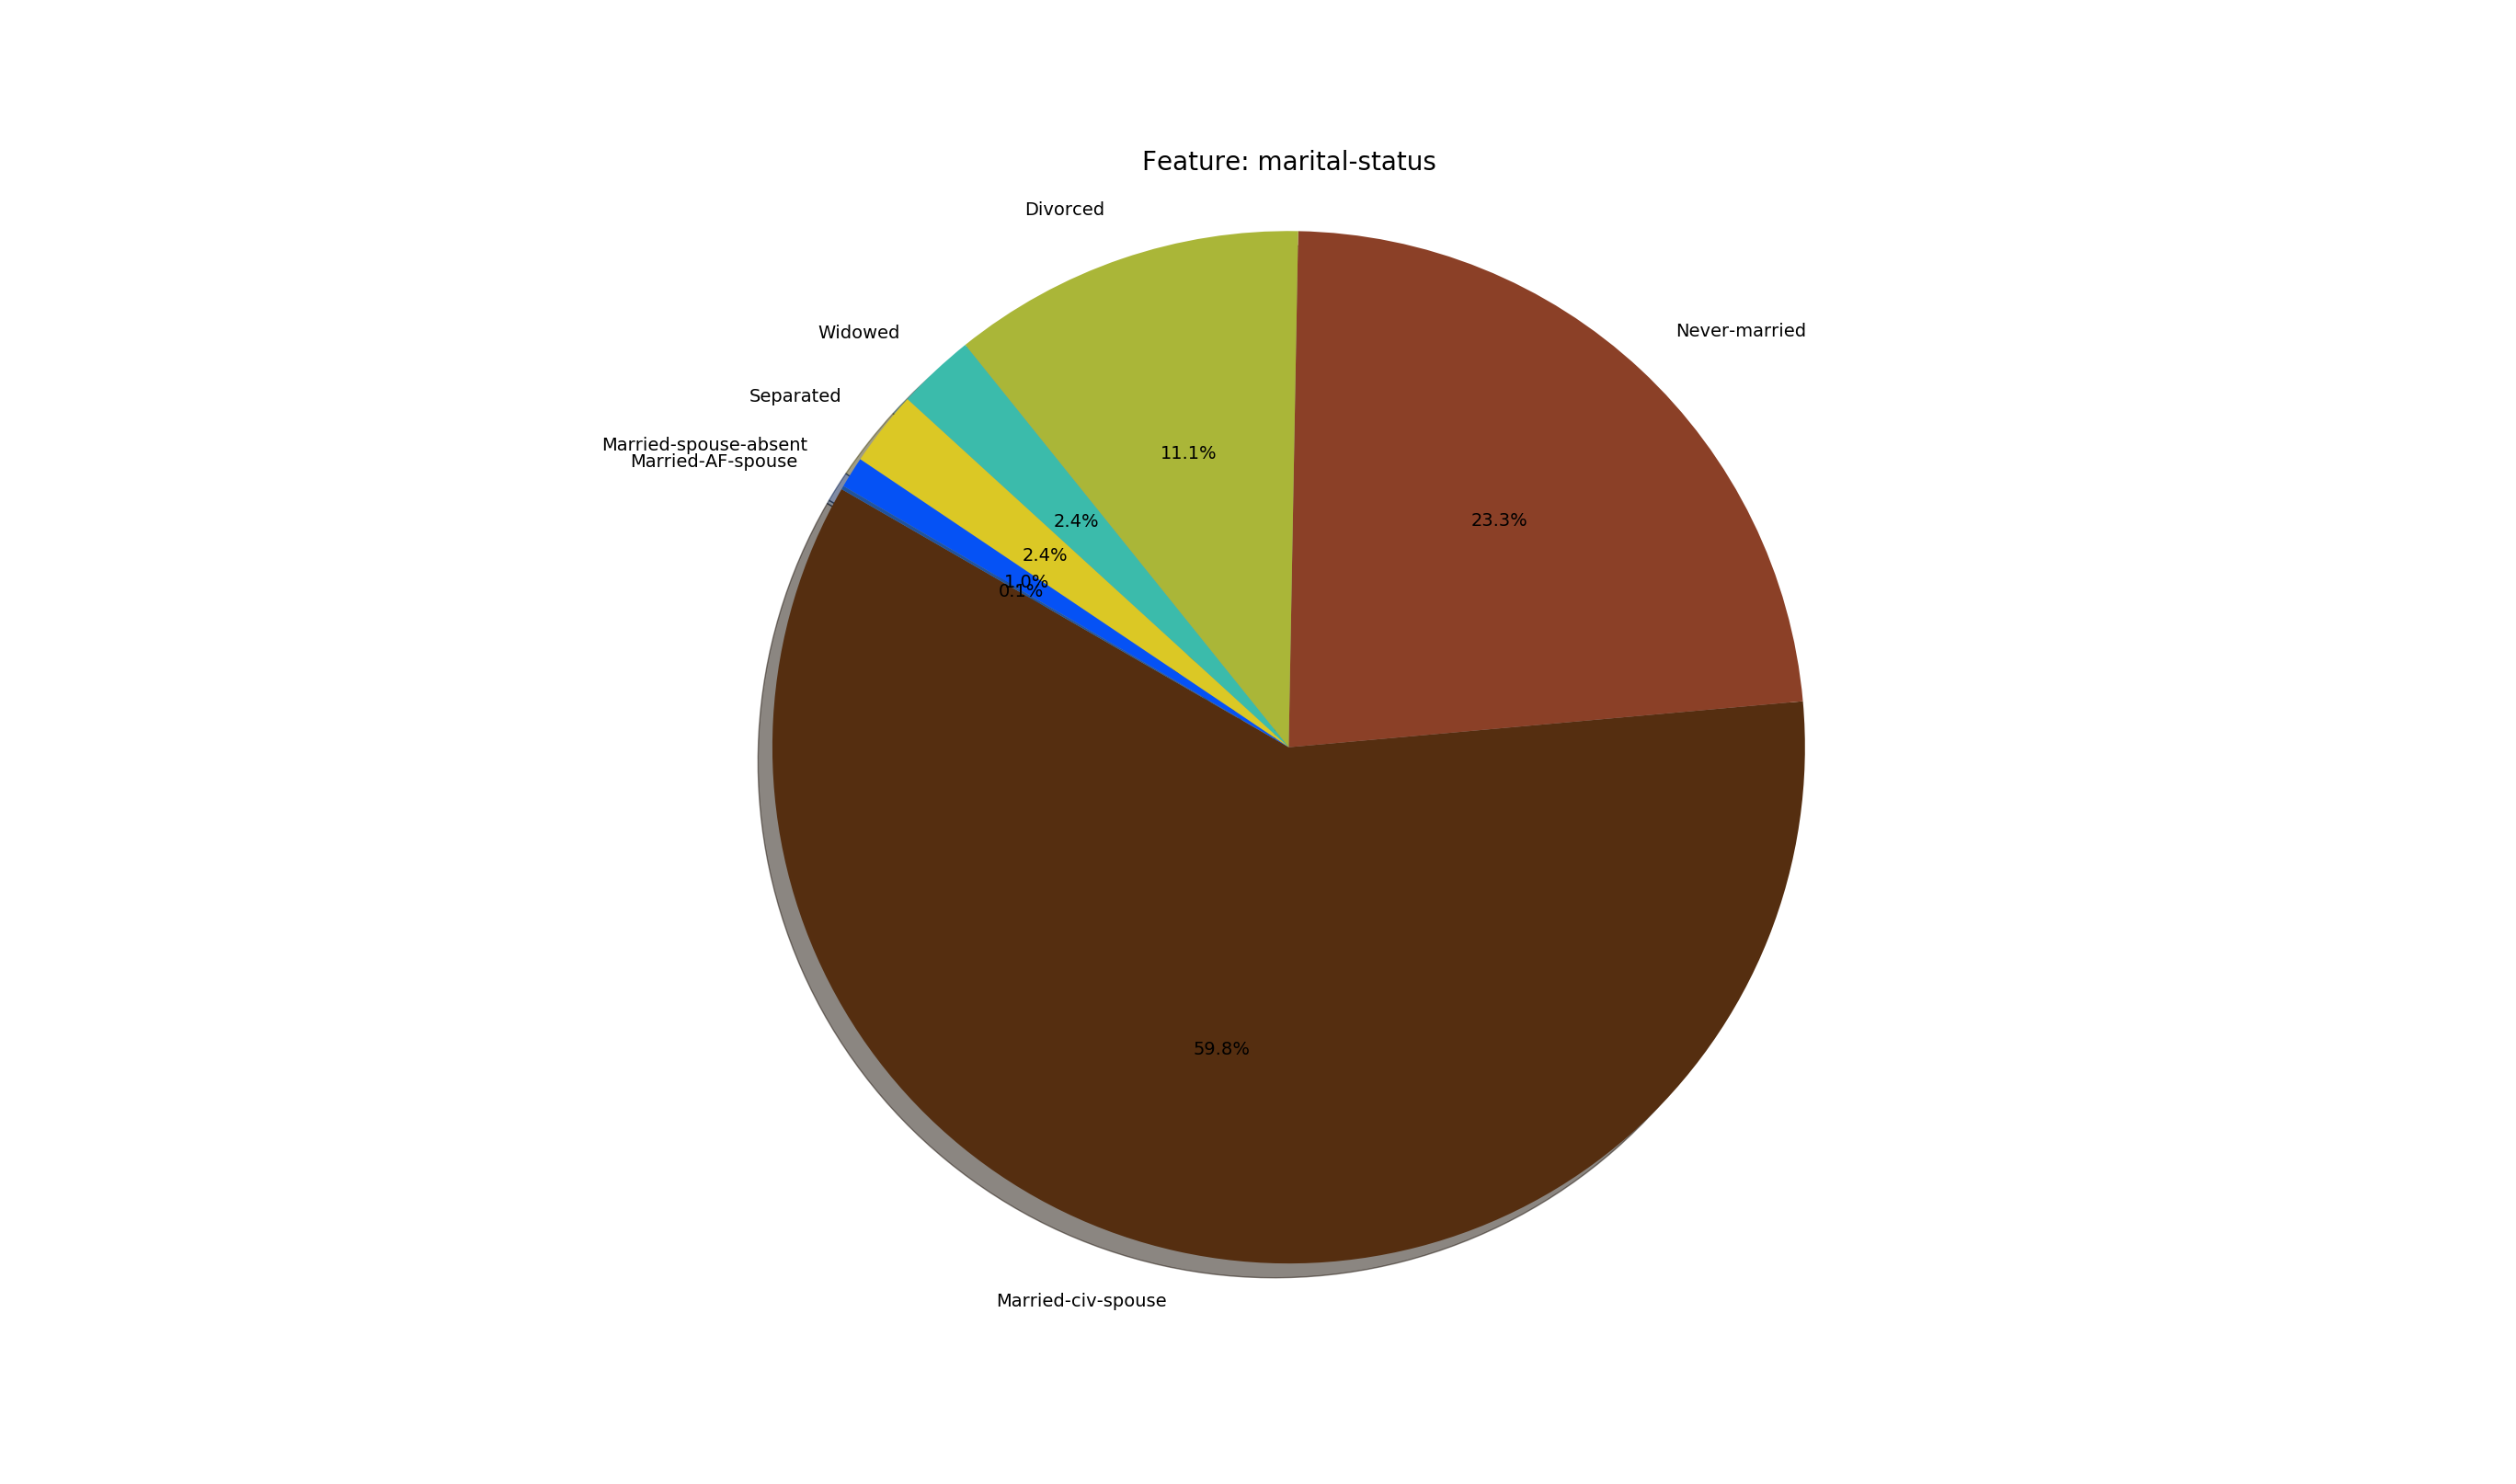 Feature: marital-status
Divorced
Never-married
Widowed
Separated
Married-spouse-absent
Married-AF-spouse
11.1%
23.3%
2.4%
2.4%
1.0%
0.1%
59.8%
Married-civ-spouse